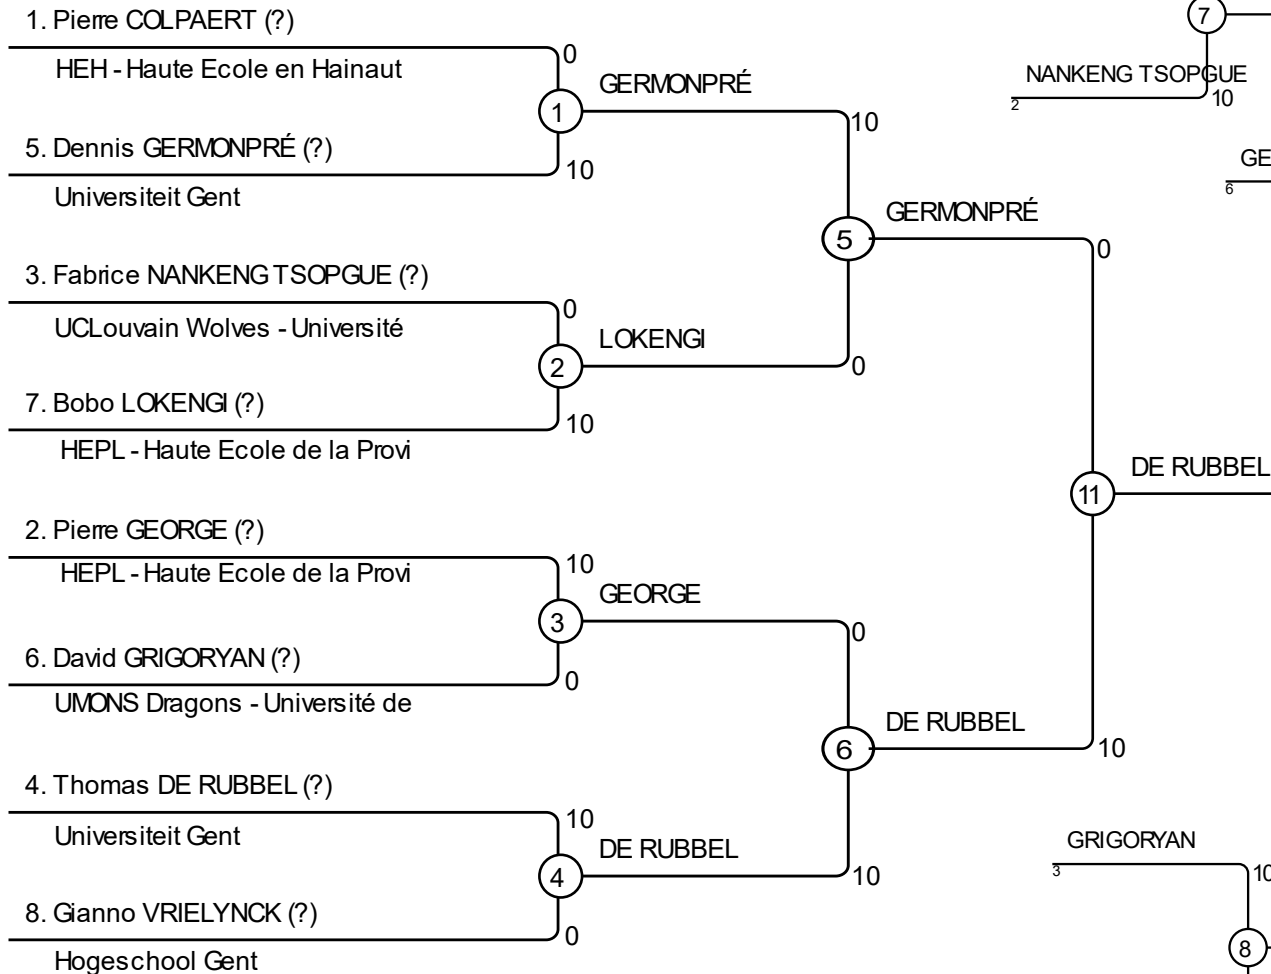 1. Pierre COLPAERT (?)
0
HEH - Haute Ecole en Hainaut
GERMONPRÉ
1
10
5. Dennis GERMONPRÉ (?)
10
Universiteit Gent
GERMONPRÉ
5
0
3. Fabrice NANKENG TSOPGUE (?)
0
UCLouvain Wolves - Université
LOKENGI
2
0
7. Bobo LOKENGI (?)
10
HEPL - Haute Ecole de la Provi
DE RUBBEL
11
2. Pierre GEORGE (?)
10
HEPL - Haute Ecole de la Provi
GEORGE
3
0
6. David GRIGORYAN (?)
0
UMONS Dragons - Université de
DE RUBBEL
6
10
4. Thomas DE RUBBEL (?)
10
Universiteit Gent
DE RUBBEL
4
10
8. Gianno VRIELYNCK (?)
0
Hogeschool Gent
7
NANKENG TSOPGUE
2
10
GE
6
GRIGORYAN
3
10
8